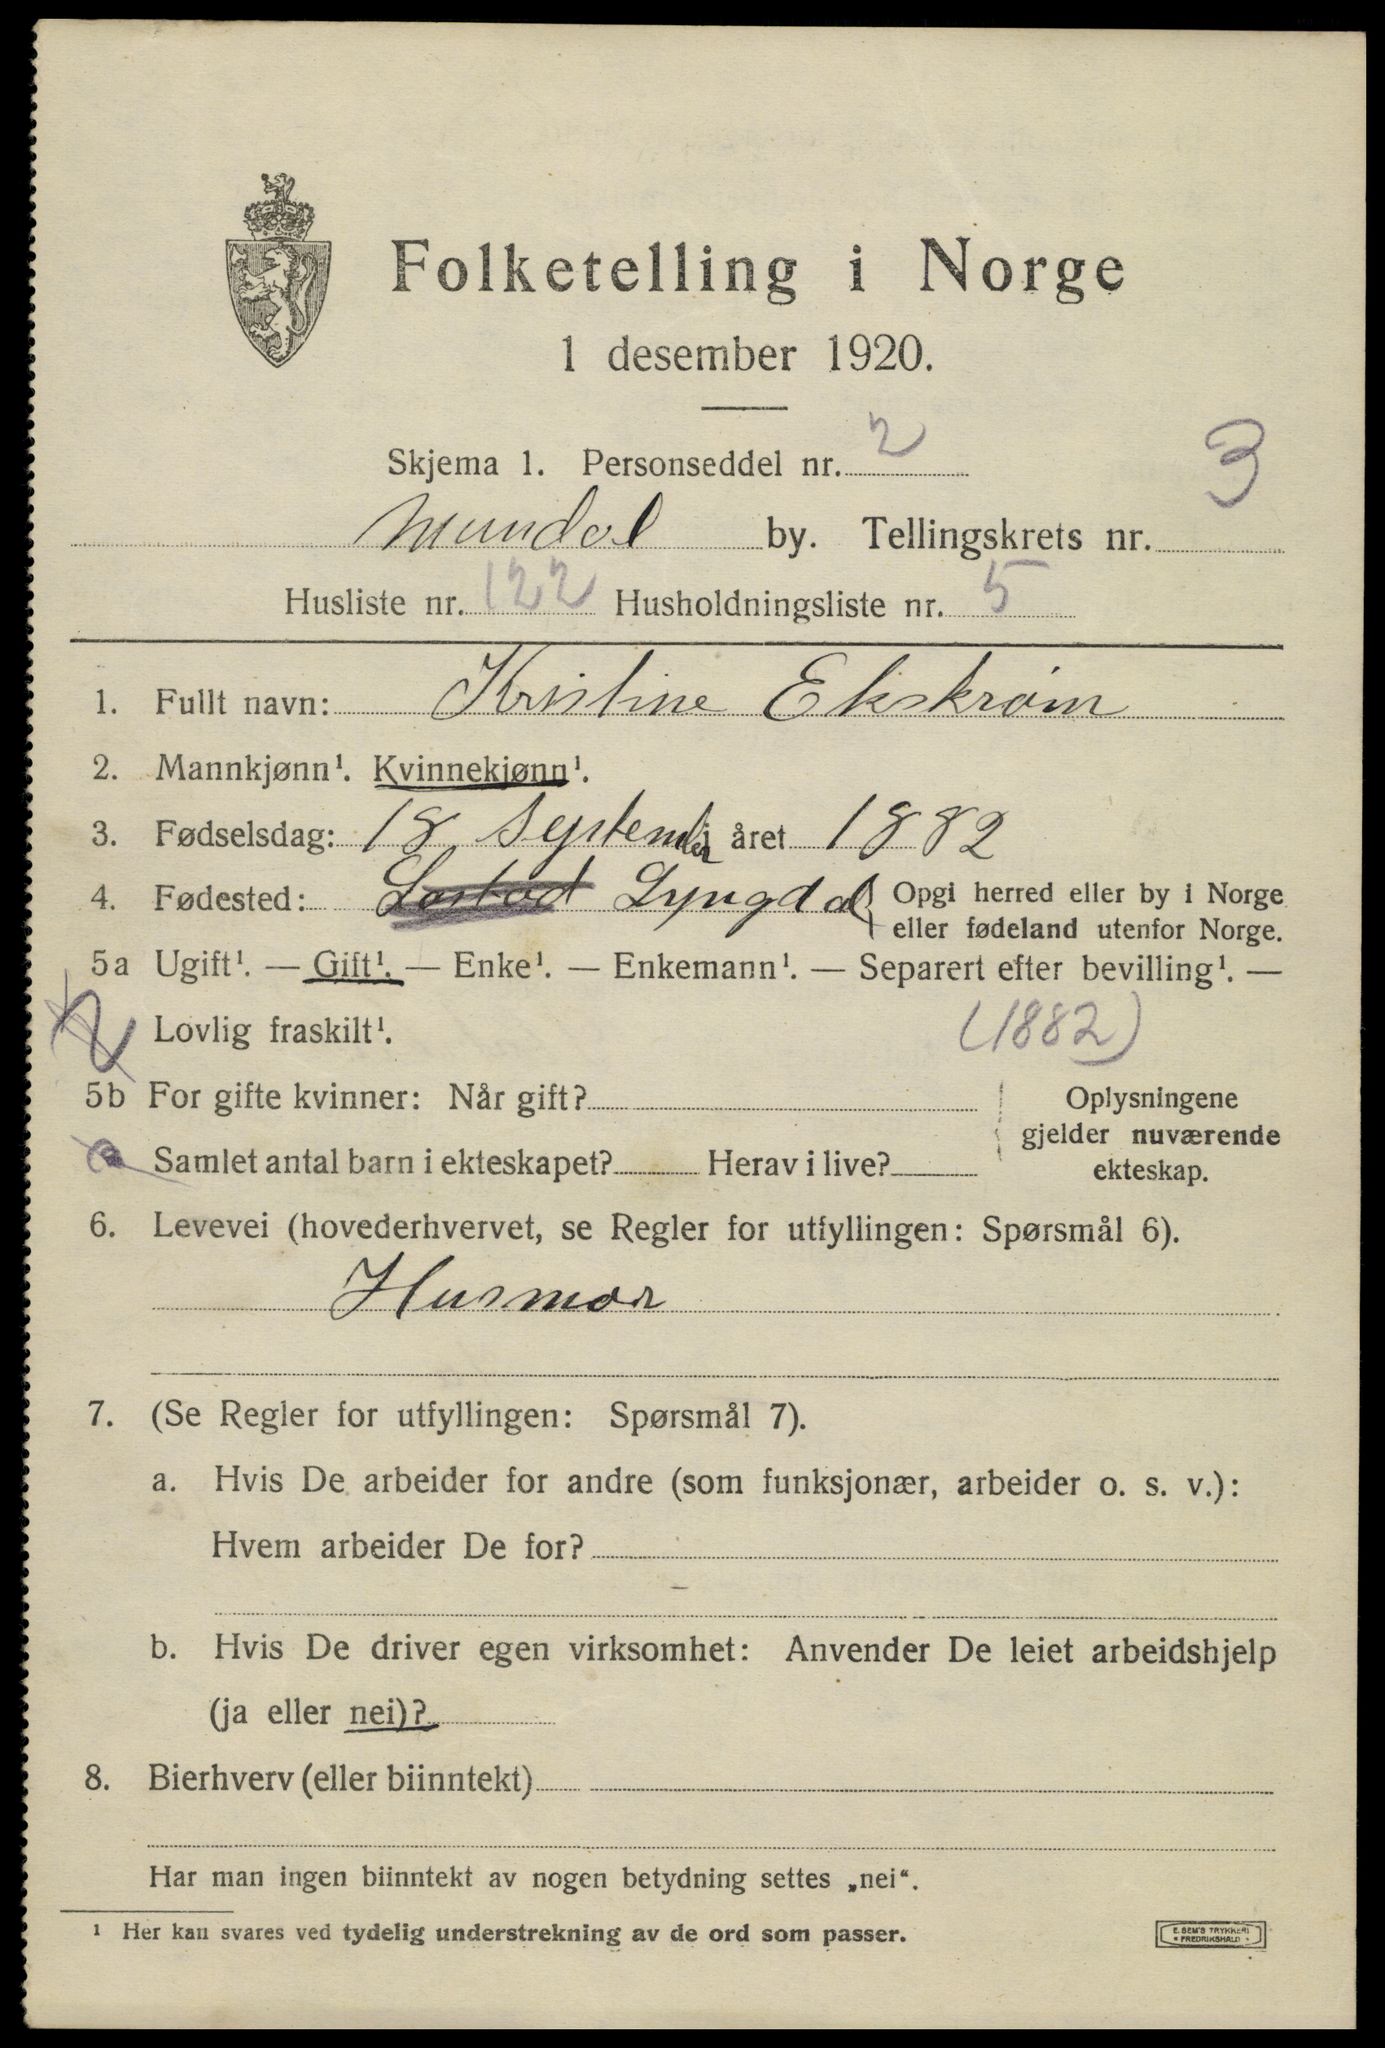 Folketelling i Norge
1 desember 1920.
Skjema 1. Personseddel nr. 2
Mandal by. Tellingskrets nr. 3
Husliste nr. 122 Husholdningsliste nr. 5
1. Fullt navn: Kristine Ekskrøm
2. Mannkjønn¹. Kvinnekjønn¹.
3. Fødselsdag: 18 September året 1882
4. Fødested: Lyngdal Opgi herred eller by i Norge
eller fødeland utenfor Norge.
5a Ugift¹. — Gift¹. — Enke¹. — Enkemann¹. — Separert efter bevilling¹. —
Lovlig fraskilt¹. (1882)
5b For gifte kvinner: Når gift? Oplysningene
gjelder nuværende
Samlet antal barn i ekteskapet? Herav i live? ekteskap.
6. Levevei (hovederhvervet, se Regler for utfyllingen: Spørsmål 6).
Husmor
7. (Se Regler for utfyllingen: Spørsmål 7).
a. Hvis De arbeider for andre (som funksjonær, arbeider o. s. v.):
Hvem arbeider De for?
b. Hvis De driver egen virksomhet: Anvender De leiet arbeidshjelp
(ja eller nei)?
8. Bierhverv (eller biinntekt)
Har man ingen biinntekt av nogen betydning settes „nei“.
¹ Her kan svares ved tydelig understrekning av de ord som passer.
E. SEM'S TRYKKERI
FREDRIKSHALD